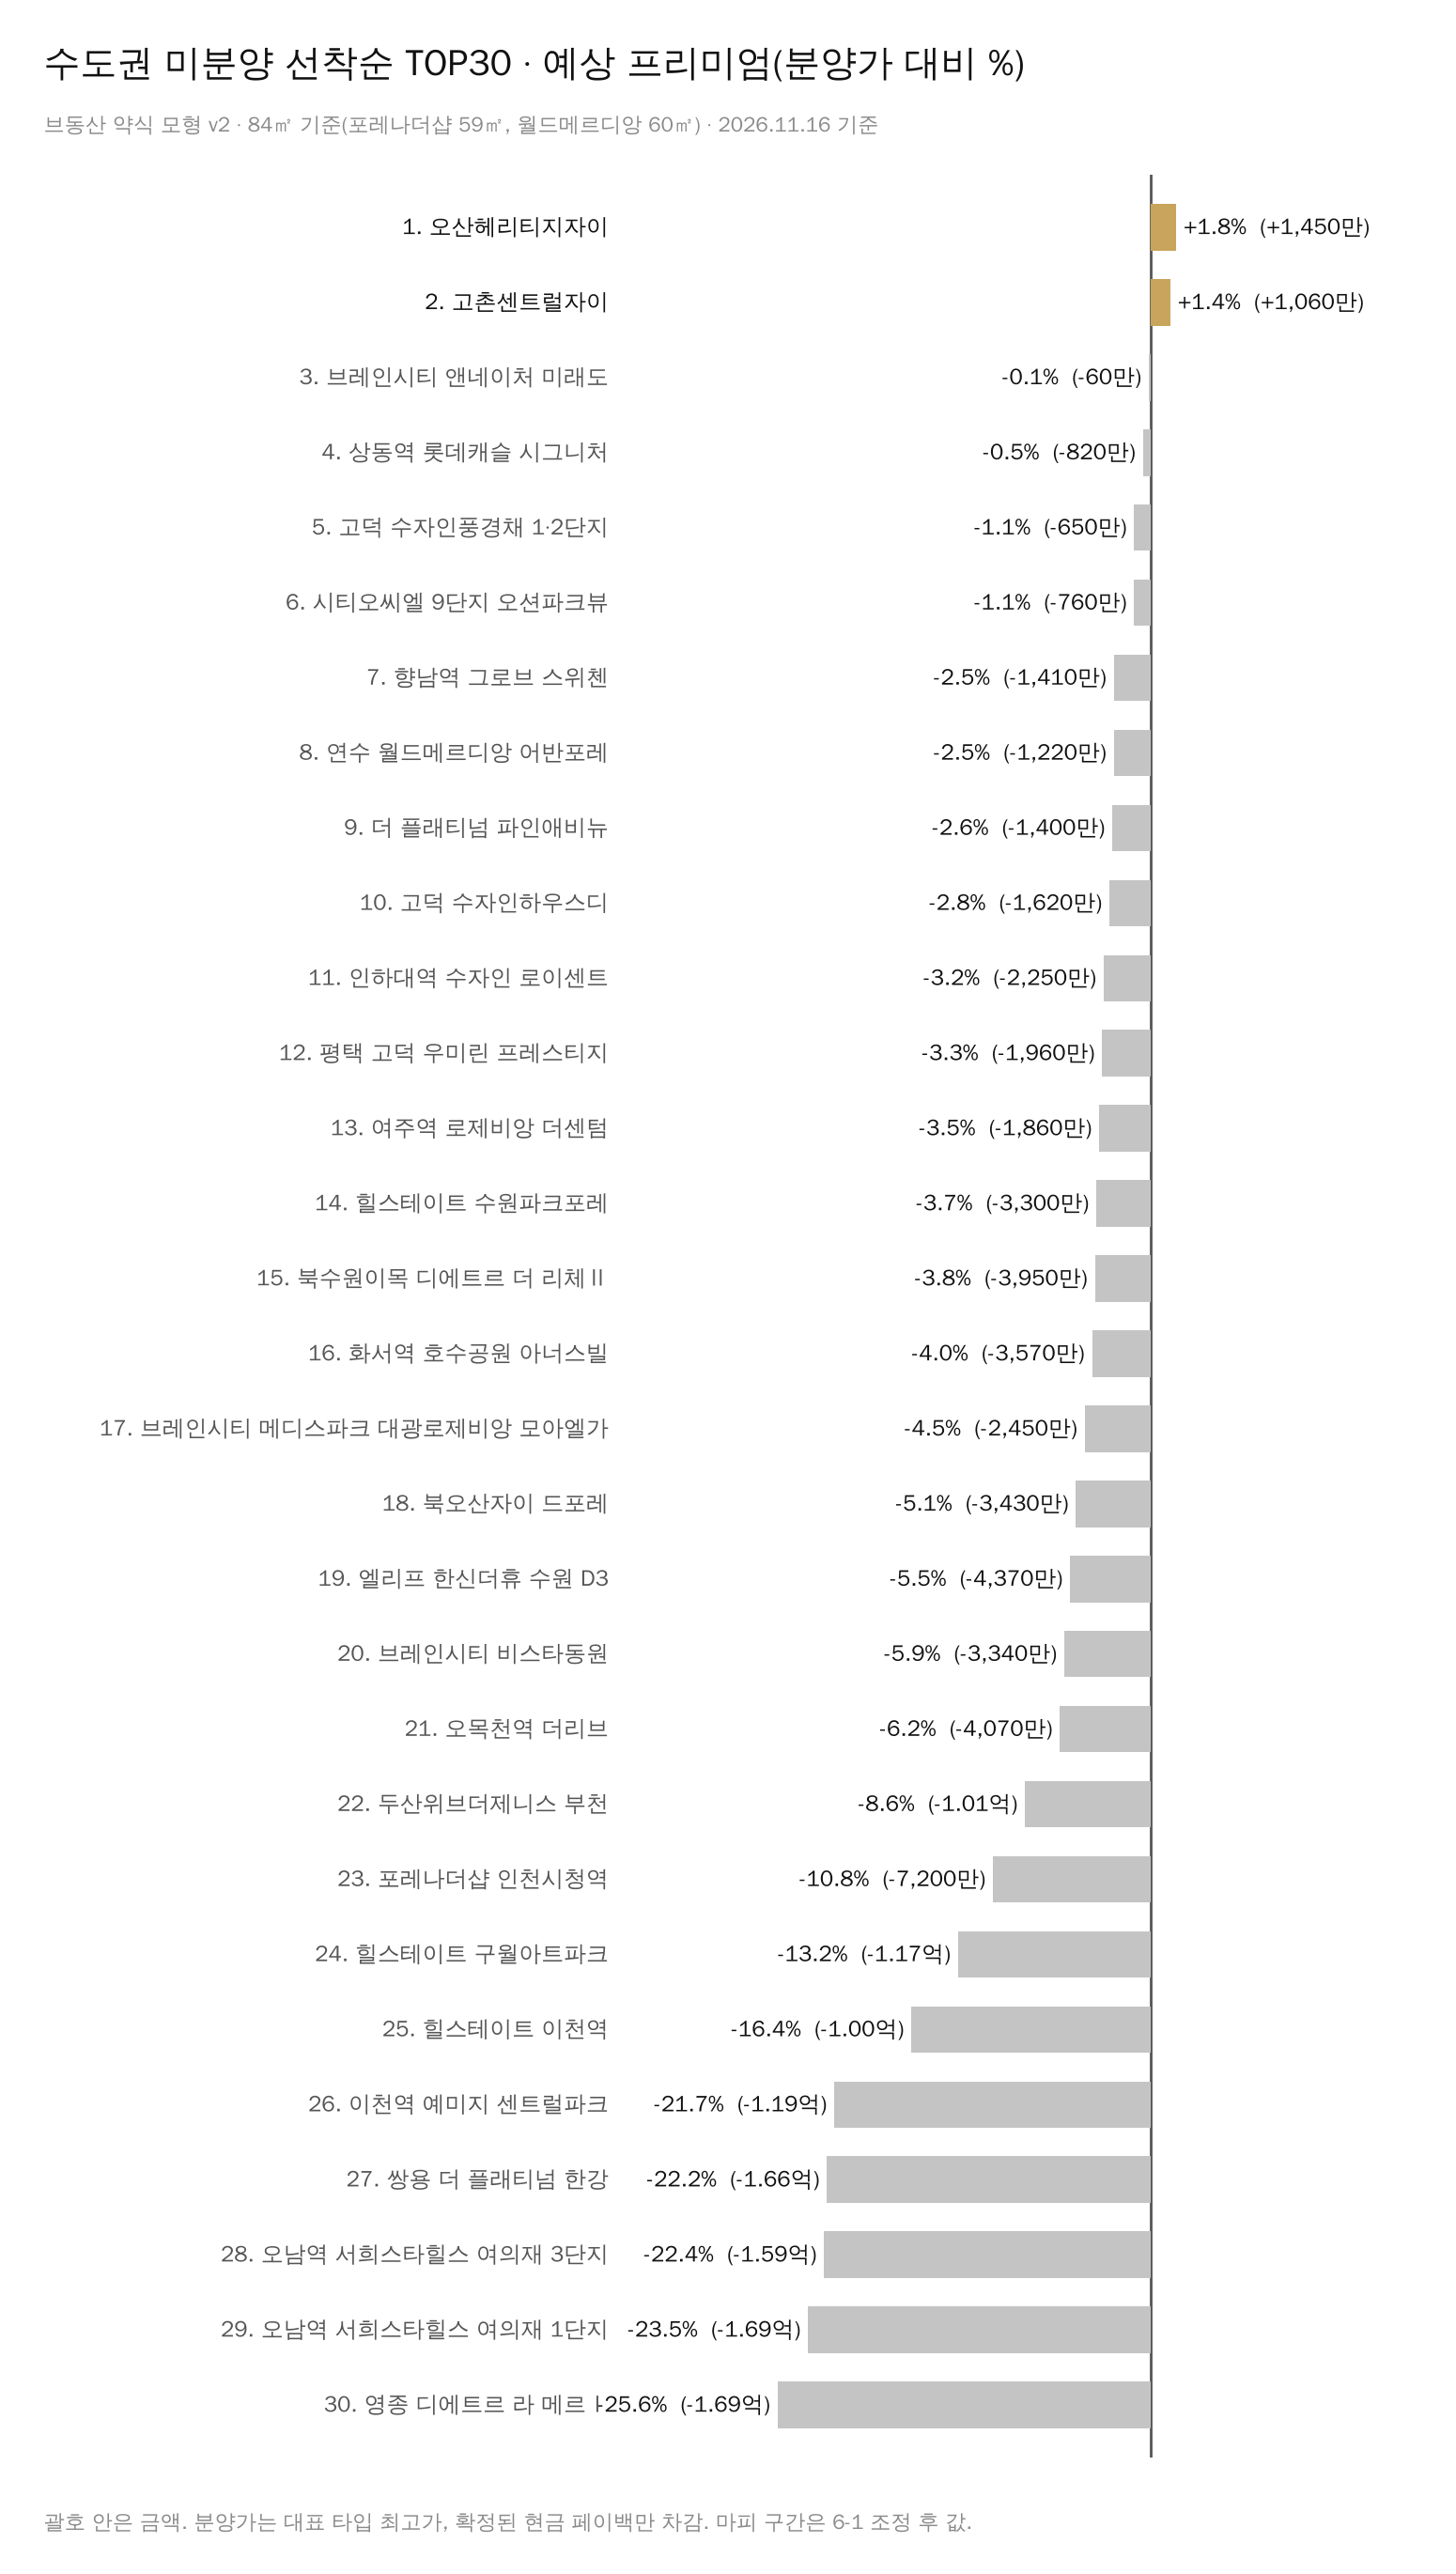 수도권 미분양 선착순 TOP30 · 예상 프리미엄(분양가 대비 %)
브동산 약식 모형 v2 · 84㎡ 기준(포레나더샵 59㎡, 월드메르디앙 60㎡) · 2026.11.16 기준
1. 오산헤리티지자이 +1.8% (+1,450만)
2. 고촌센트럴자이 +1.4% (+1,060만)
3. 브레인시티 앤네이처 미래도 -0.1% (-60만)
4. 상동역 롯데캐슬 시그니처 -0.5% (-820만)
5. 고덕 수자인풍경채 1·2단지 -1.1% (-650만)
6. 시티오씨엘 9단지 오션파크뷰 -1.1% (-760만)
7. 향남역 그로브 스위첸 -2.5% (-1,410만)
8. 연수 월드메르디앙 어반포레 -2.5% (-1,220만)
9. 더 플래티넘 파인애비뉴 -2.6% (-1,400만)
10. 고덕 수자인하우스디 -2.8% (-1,620만)
11. 인하대역 수자인 로이센트 -3.2% (-2,250만)
12. 평택 고덕 우미린 프레스티지 -3.3% (-1,960만)
13. 여주역 로제비앙 더센텀 -3.5% (-1,860만)
14. 힐스테이트 수원파크포레 -3.7% (-3,300만)
15. 북수원이목 디에트르 더 리체Ⅱ -3.8% (-3,950만)
16. 화서역 호수공원 아너스빌 -4.0% (-3,570만)
17. 브레인시티 메디스파크 대광로제비앙 모아엘가 -4.5% (-2,450만)
18. 북오산자이 드포레 -5.1% (-3,430만)
19. 엘리프 한신더휴 수원 D3 -5.5% (-4,370만)
20. 브레인시티 비스타동원 -5.9% (-3,340만)
21. 오목천역 더리브 -6.2% (-4,070만)
22. 두산위브더제니스 부천 -8.6% (-1.01억)
23. 포레나더샵 인천시청역 -10.8% (-7,200만)
24. 힐스테이트 구월아트파크 -13.2% (-1.17억)
25. 힐스테이트 이천역 -16.4% (-1.00억)
26. 이천역 예미지 센트럴파크 -21.7% (-1.19억)
27. 쌍용 더 플래티넘 한강 -22.2% (-1.66억)
28. 오남역 서희스타힐스 여의재 3단지 -22.4% (-1.59억)
29. 오남역 서희스타힐스 여의재 1단지 -23.5% (-1.69억)
30. 영종 디에트르 라 메르 -25.6% (-1.69억)
괄호 안은 금액. 분양가는 대표 타입 최고가, 확정된 현금 페이백만 차감. 마피 구간은 6-1 조정 후 값.